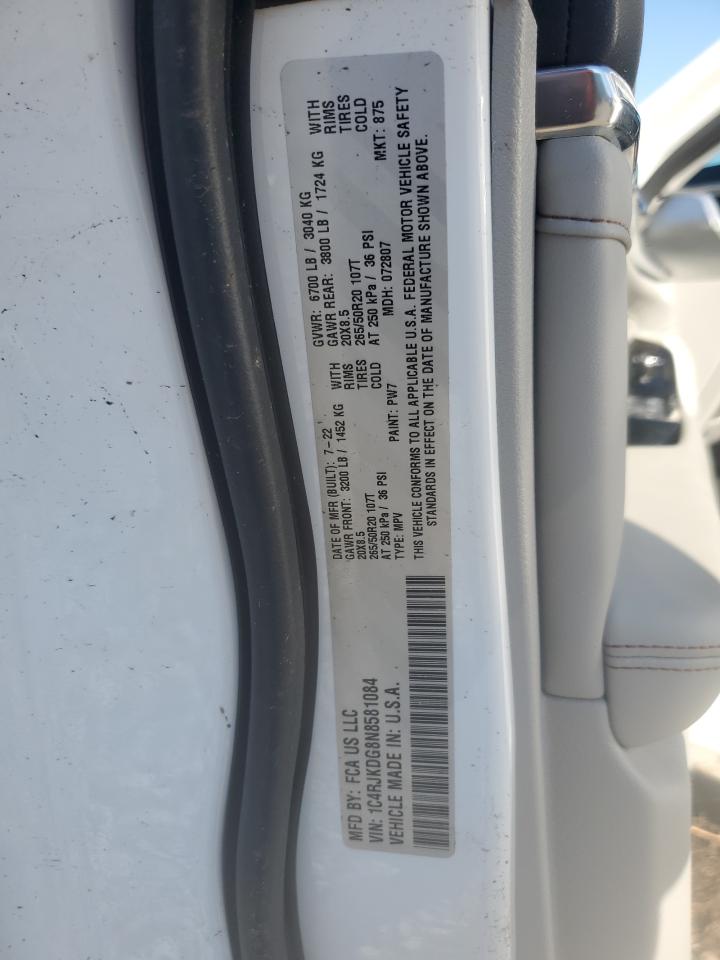 MFD BY: FCA US LLC
DATE OF MFR (BUILT): 7-22
GVWR: 6700 LB / 3040 KG
GAWR FRONT: 3200 LB / 1452 KG WITH
GAWR REAR: 3800 LB / 1724 KG WITH
20X8.5 RIMS
20X8.5 RIMS
265/50R20 107T TIRES
265/50R20 107T TIRES
AT 250 kPa / 36 PSI COLD
AT 250 kPa / 36 PSI COLD
VIN: 1C4RJKDG8N8581084
TYPE: MPV
PAINT: PW7
MDH: 072807
MKT: 875
VEHICLE MADE IN: U.S.A.
THIS VEHICLE CONFORMS TO ALL APPLICABLE U.S.A. FEDERAL MOTOR VEHICLE SAFETY
STANDARDS IN EFFECT ON THE DATE OF MANUFACTURE SHOWN ABOVE.